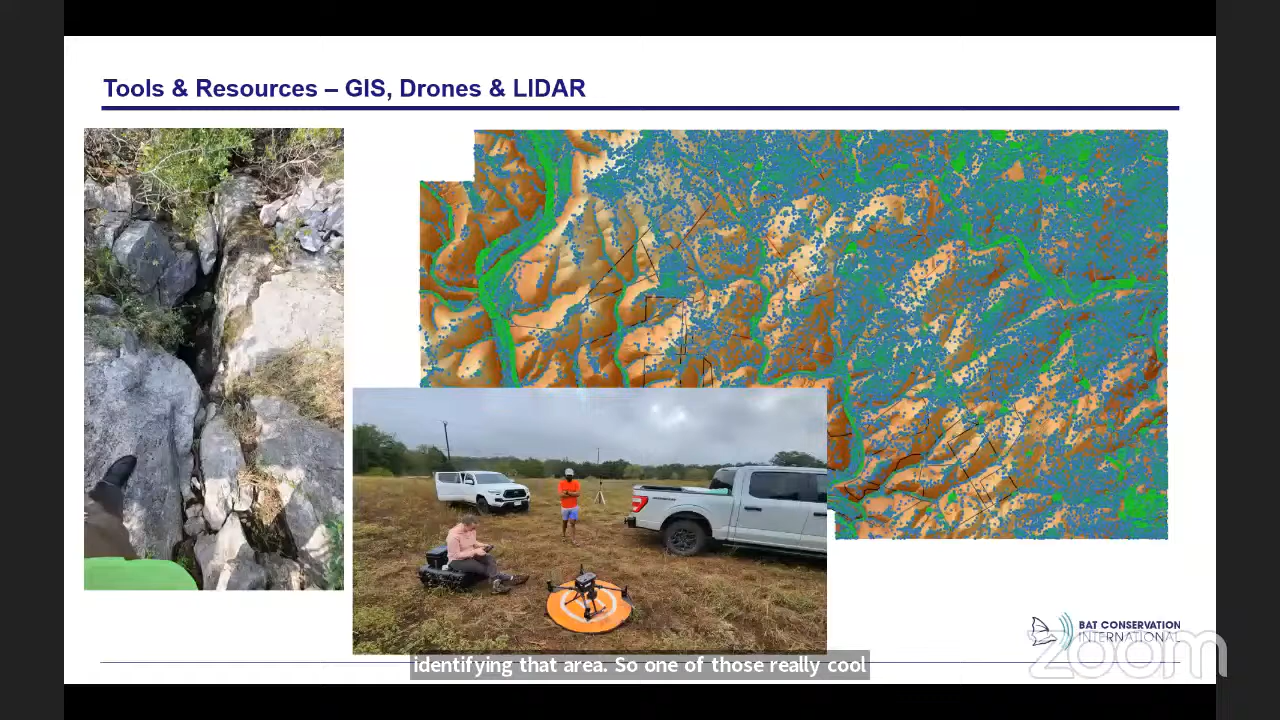 Tools & Resources – GIS, Drones & LIDAR
BAT CONSERVATION
INTERNATIONAL
zoom
identifying that area. So one of those really cool